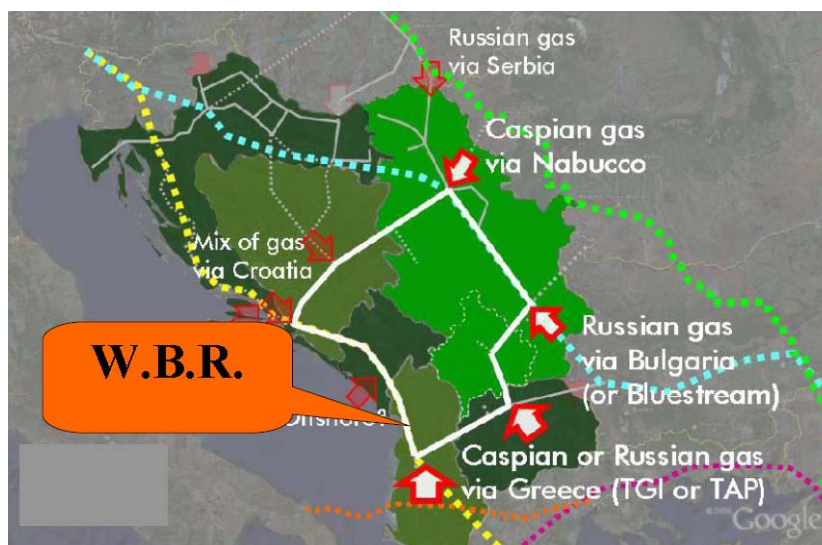 Russian gas
via Serbia
Caspian gas
via Nabucco
Mix of gas
via Croatia
W.B.R.
Russian gas
via Bulgaria
(or Bluestream)
Offshore?
Caspian or Russian gas
via Greece (TGI or TAP)
Google